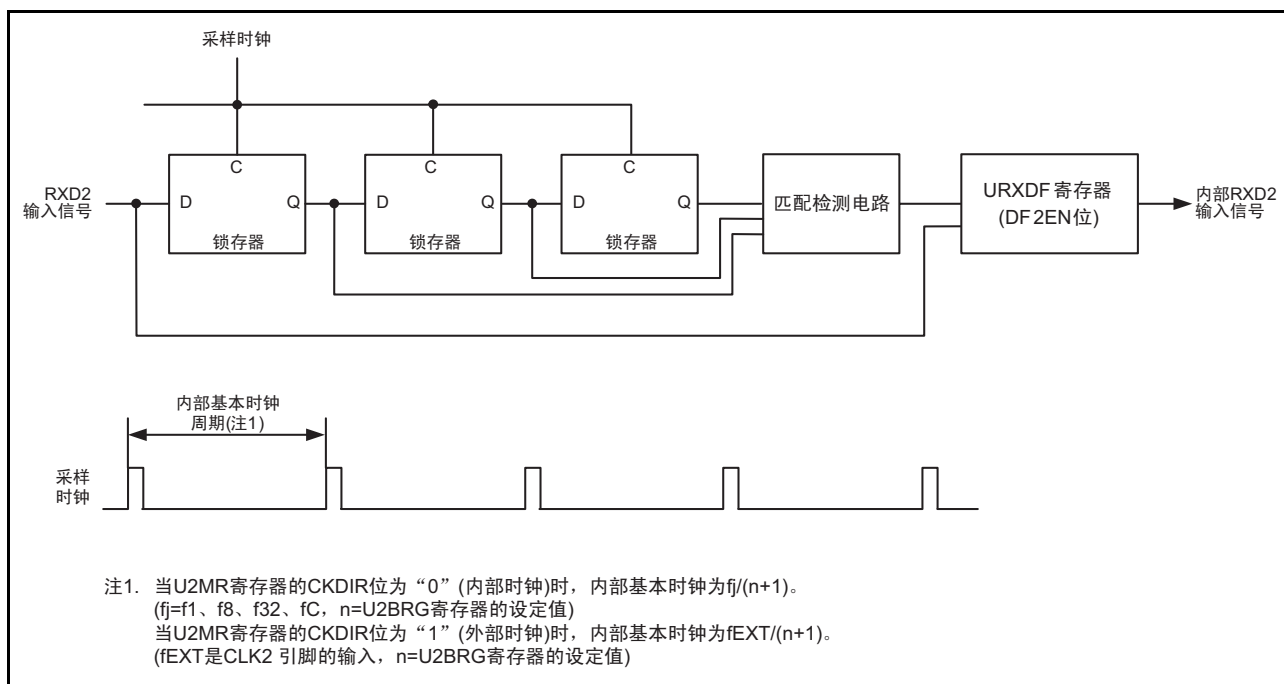 采样时钟
C
C
C
RXD2
输入信号
D
Q
D
Q
D
Q
锁存器
锁存器
锁存器
匹配检测电路
URXDF 寄存器
(DF2EN位)
内部RXD2
输入信号
内部基本时钟
周期(注1)
采样
时钟
注1. 当U2MR寄存器的CKDIR位为“0”(内部时钟)时，内部基本时钟为fj/(n+1)。
(fj=f1、f8、f32、fC，n=U2BRG寄存器的设定值)
当U2MR寄存器的CKDIR位为“1”(外部时钟)时，内部基本时钟为fEXT/(n+1)。
(fEXT是CLK2 引脚的输入，n=U2BRG寄存器的设定值)